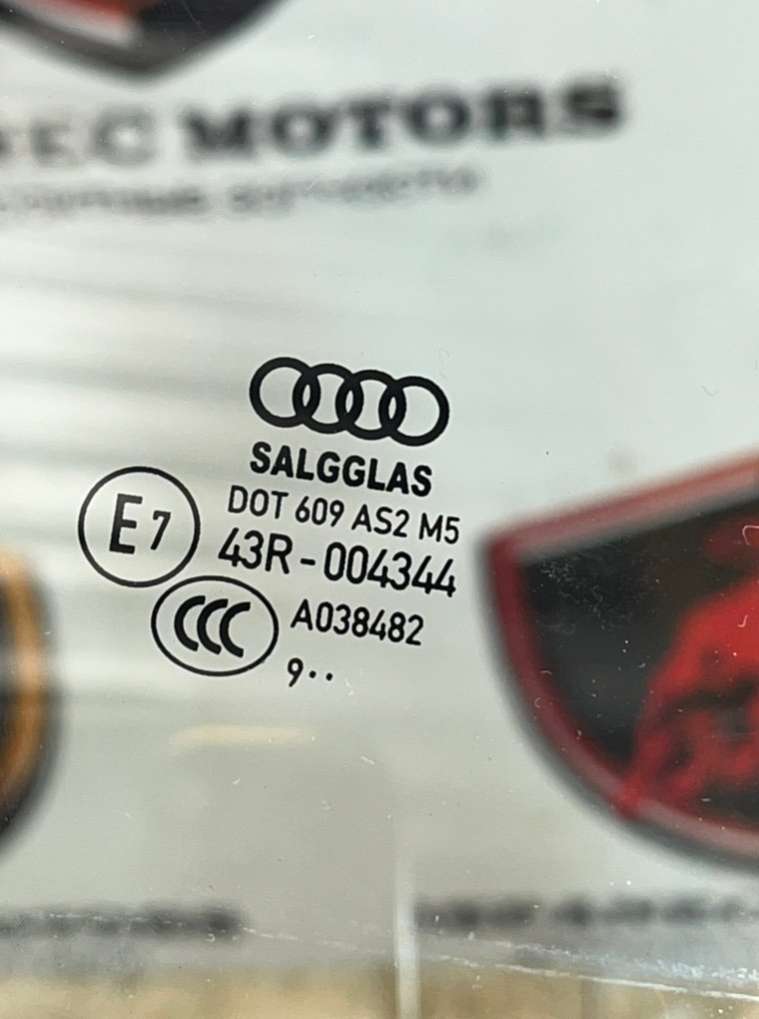 MOTORS
SALGGLAS
E7
DOT 609 AS2 M5
43R-004344
CCC
A038482
9··